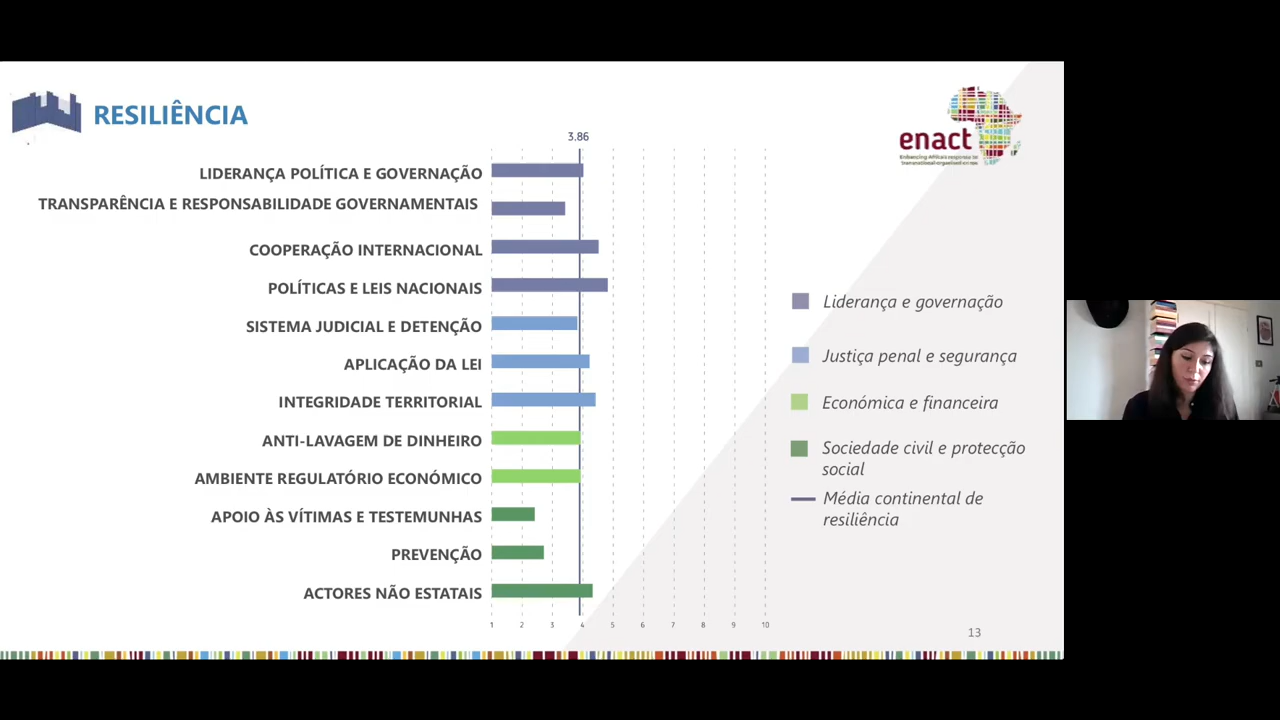 RESILIÊNCIA
enact
3.86
LIDERANÇA POLÍTICA E GOVERNAÇÃO
TRANSPARÊNCIA E RESPONSABILIDADE GOVERNAMENTAIS
COOPERAÇÃO INTERNACIONAL
POLÍTICAS E LEIS NACIONAIS
SISTEMA JUDICIAL E DETENÇÃO
APLICAÇÃO DA LEI
INTEGRIDADE TERRITORIAL
ANTI-LAVAGEM DE DINHEIRO
AMBIENTE REGULATÓRIO ECONÓMICO
APOIO ÀS VÍTIMAS E TESTEMUNHAS
PREVENÇÃO
ACTORES NÃO ESTATAIS
1 2 3 4 5 6 7 8 9 10
Liderança e governação
Justiça penal e segurança
Económica e financeira
Sociedade civil e protecção
social
Média continental de
resiliência
13